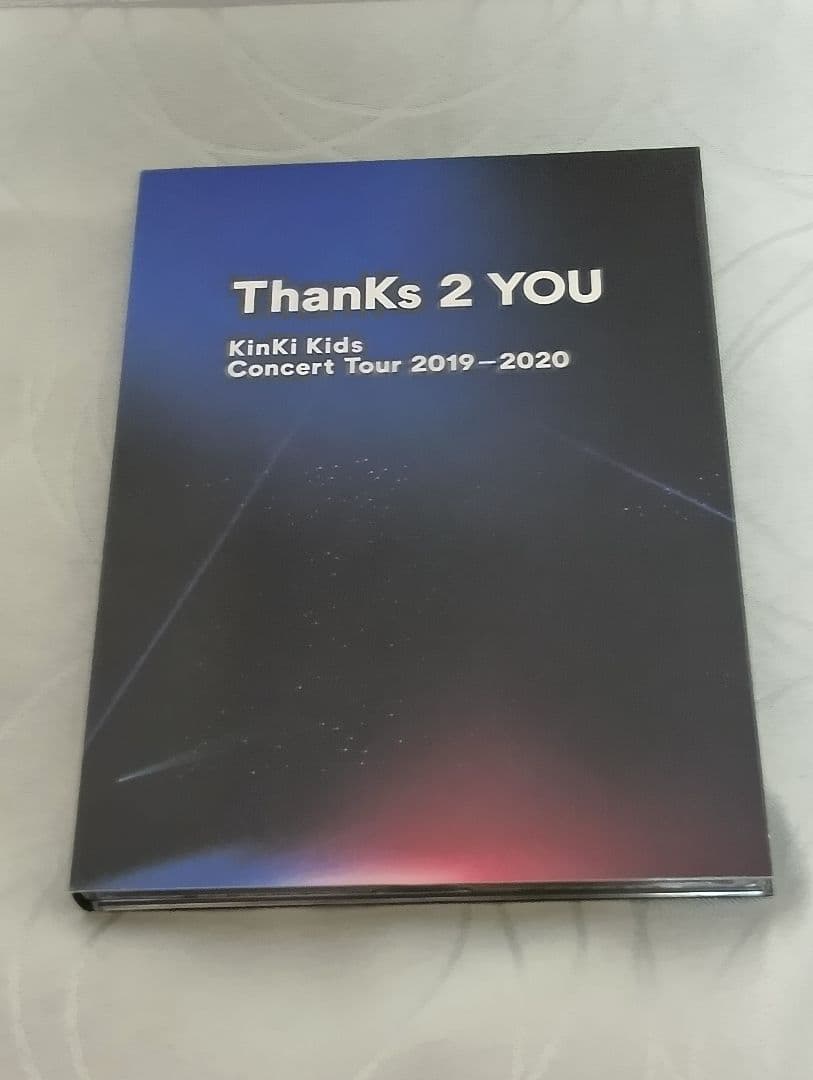 ThanKs 2 YOU
KinKi Kids
Concert Tour 2019–2020